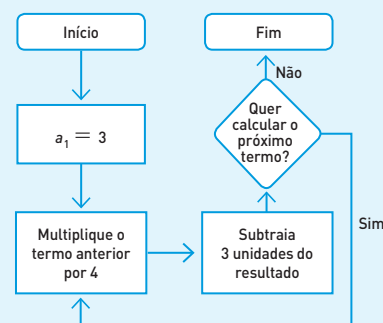 Início
a₁ = 3
Multiplique o
termo anterior
por 4
Subtraia
3 unidades do
resultado
Quer
calcular o
próximo
termo?
Sim
Não
Fim